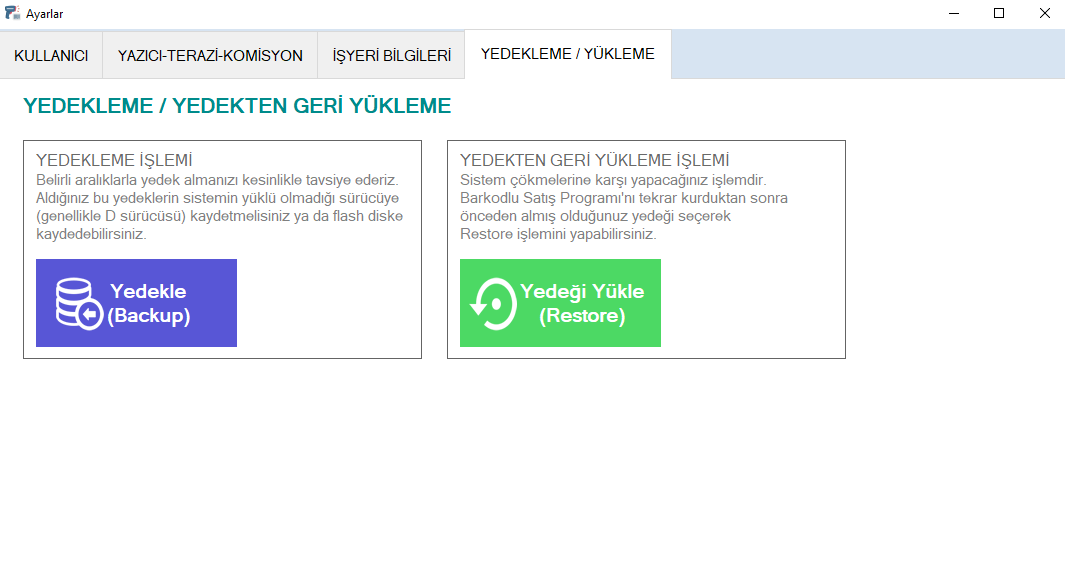 Ayarlar
KULLANICI
YAZICI-TERAZİ-KOMİSYON
İŞYERİ BİLGİLERİ
YEDEKLEME / YÜKLEME
YEDEKLEME / YEDEKTEN GERİ YÜKLEME
YEDEKLEME İŞLEMİ
Belirli aralıklarla yedek almanızı kesinlikle tavsiye ederiz.
Aldığınız bu yedeklerin sistemin yüklü olmadığı sürücüye
(genellikle D sürücüsü) kaydetmelisiniz ya da flash diske
kaydedebilirsiniz.
Yedekle
(Backup)
YEDEKTEN GERİ YÜKLEME İŞLEMİ
Sistem çökmelerine karşı yapacağınız işlemdir.
Barkodlu Satış Programı'nı tekrar kurduktan sonra
önceden almış olduğunuz yedeği seçerek
Restore işlemini yapabilirsiniz.
Yedeği Yükle
(Restore)